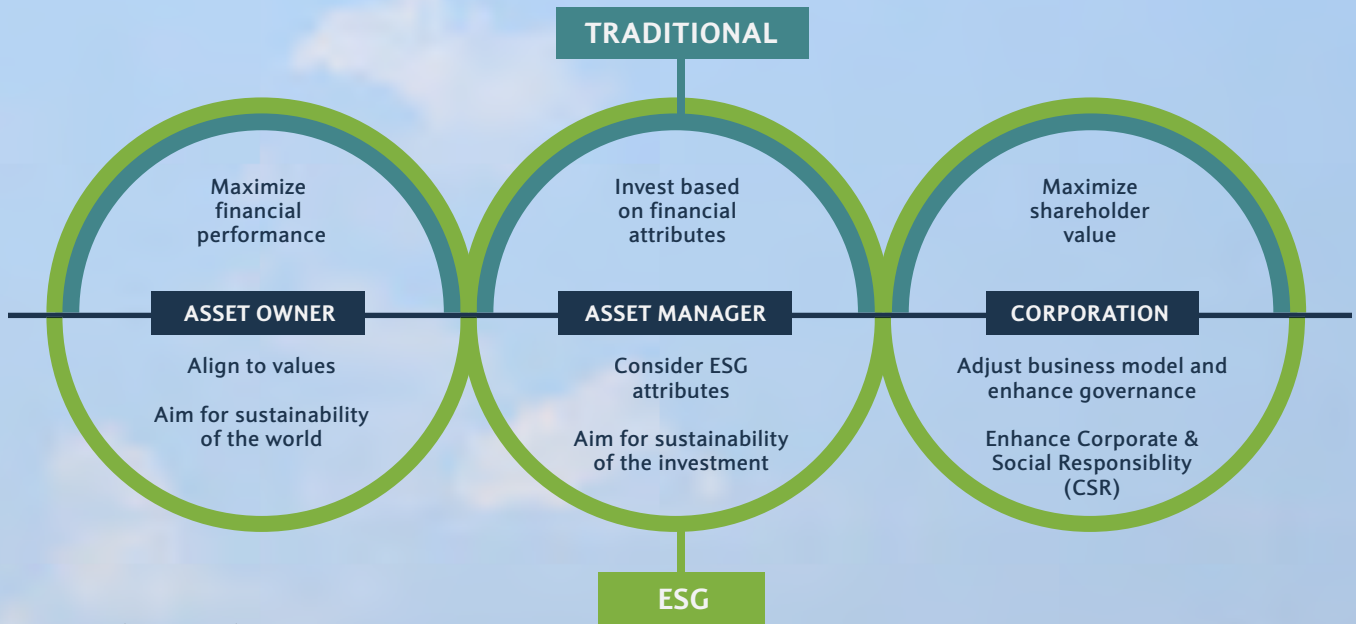 TRADITIONAL
Maximize
financial
performance
Invest based
on financial
attributes
Maximize
shareholder
value
ASSET OWNER
ASSET MANAGER
CORPORATION
Align to values
Aim for sustainability
of the world
Consider ESG
attributes
Aim for sustainability
of the investment
Adjust business model and
enhance governance
Enhance Corporate &
Social Responsiblity
(CSR)
ESG